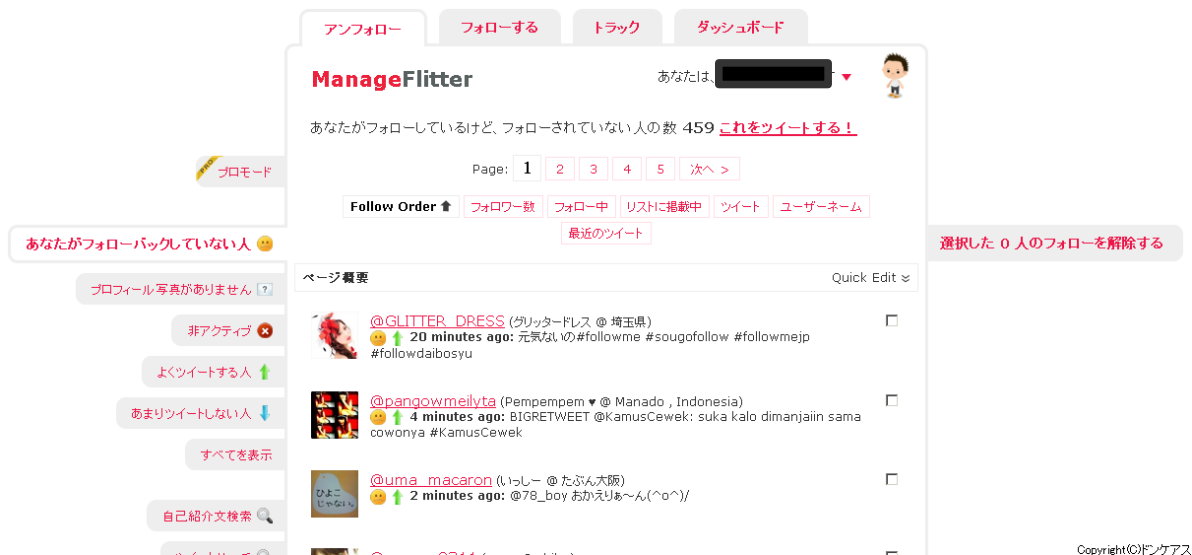 アンフォロー フォローする トラック ダッシュボード
ManageFlitter あなたは、
あなたがフォローしているけど、フォローされていない人の数 459 これをツイートする！
Page: 1 2 3 4 5 次へ >
PRO プロモード
Follow Order フォロワー数 フォロー中 リストに掲載中 ツイート ユーザーネーム
最近のツイート
あなたがフォローバックしていない人
選択した 0 人のフォローを解除する
ページ概要 Quick Edit
プロフィール写真がありません
非アクティブ
よくツイートする人
あまりツイートしない人
すべてを表示
自己紹介文検索
@GLITTER_DRESS (グリッタードレス @ 埼玉県)
20 minutes ago: 元気ないの#followme #sougofollow #followmejp
#followdaibosyu
@pangowmeilyta (Pempempem ♥ @ Manado , Indonesia)
4 minutes ago: BIGRETWEET @KamusCewek: suka kalo dimanjaiin sama
cowonya #KamusCewek
ひよこ
じゃない。
@uma_macaron (いっしー @ たぶん大阪)
2 minutes ago: @78_boy おかえりぁ～ん(^o^)/
Copyright(C)ドンケアス